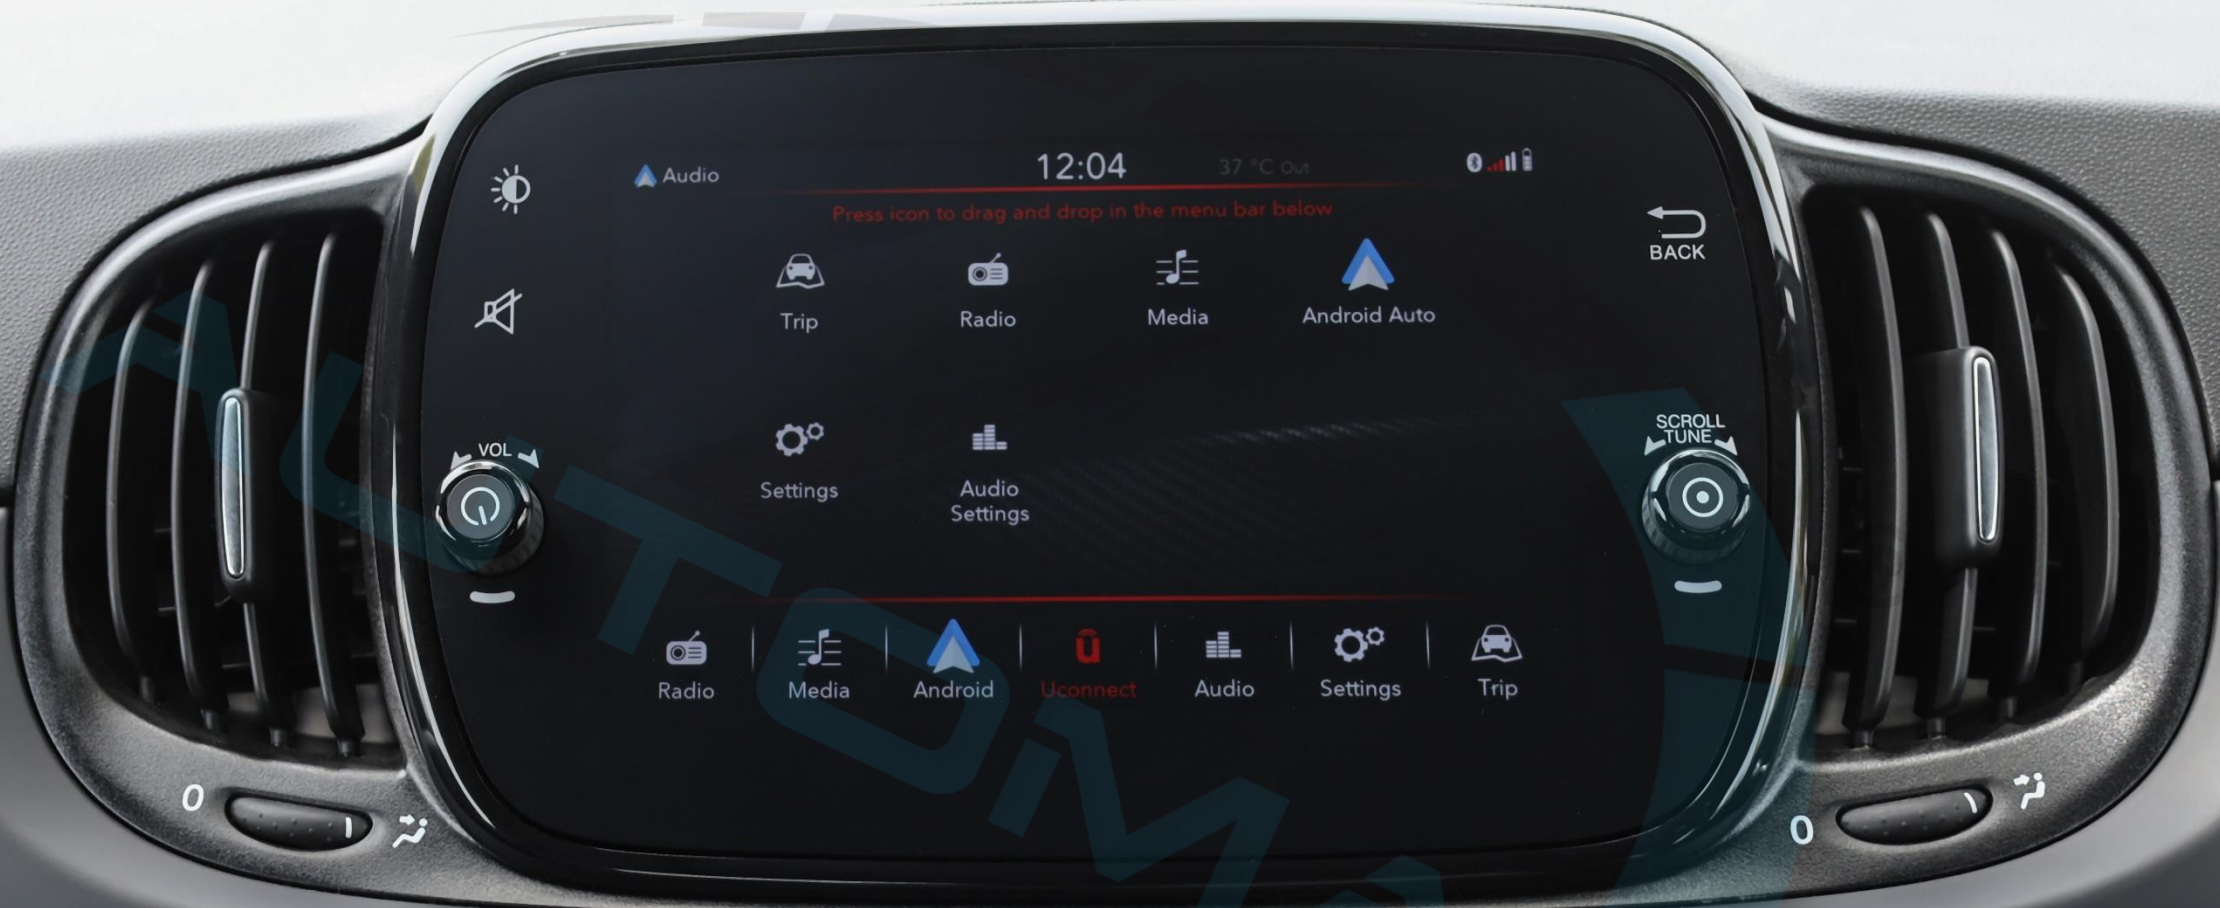 Audio
12:04
37 °C Out
Press icon to drag and drop in the menu bar below
BACK
Trip
Radio
Media
Android Auto
VOL
SCROLL
TUNE
Settings
Audio
Settings
Radio
Media
Android
û
Uconnect
Audio
Settings
Trip
0
0
AUTOMA